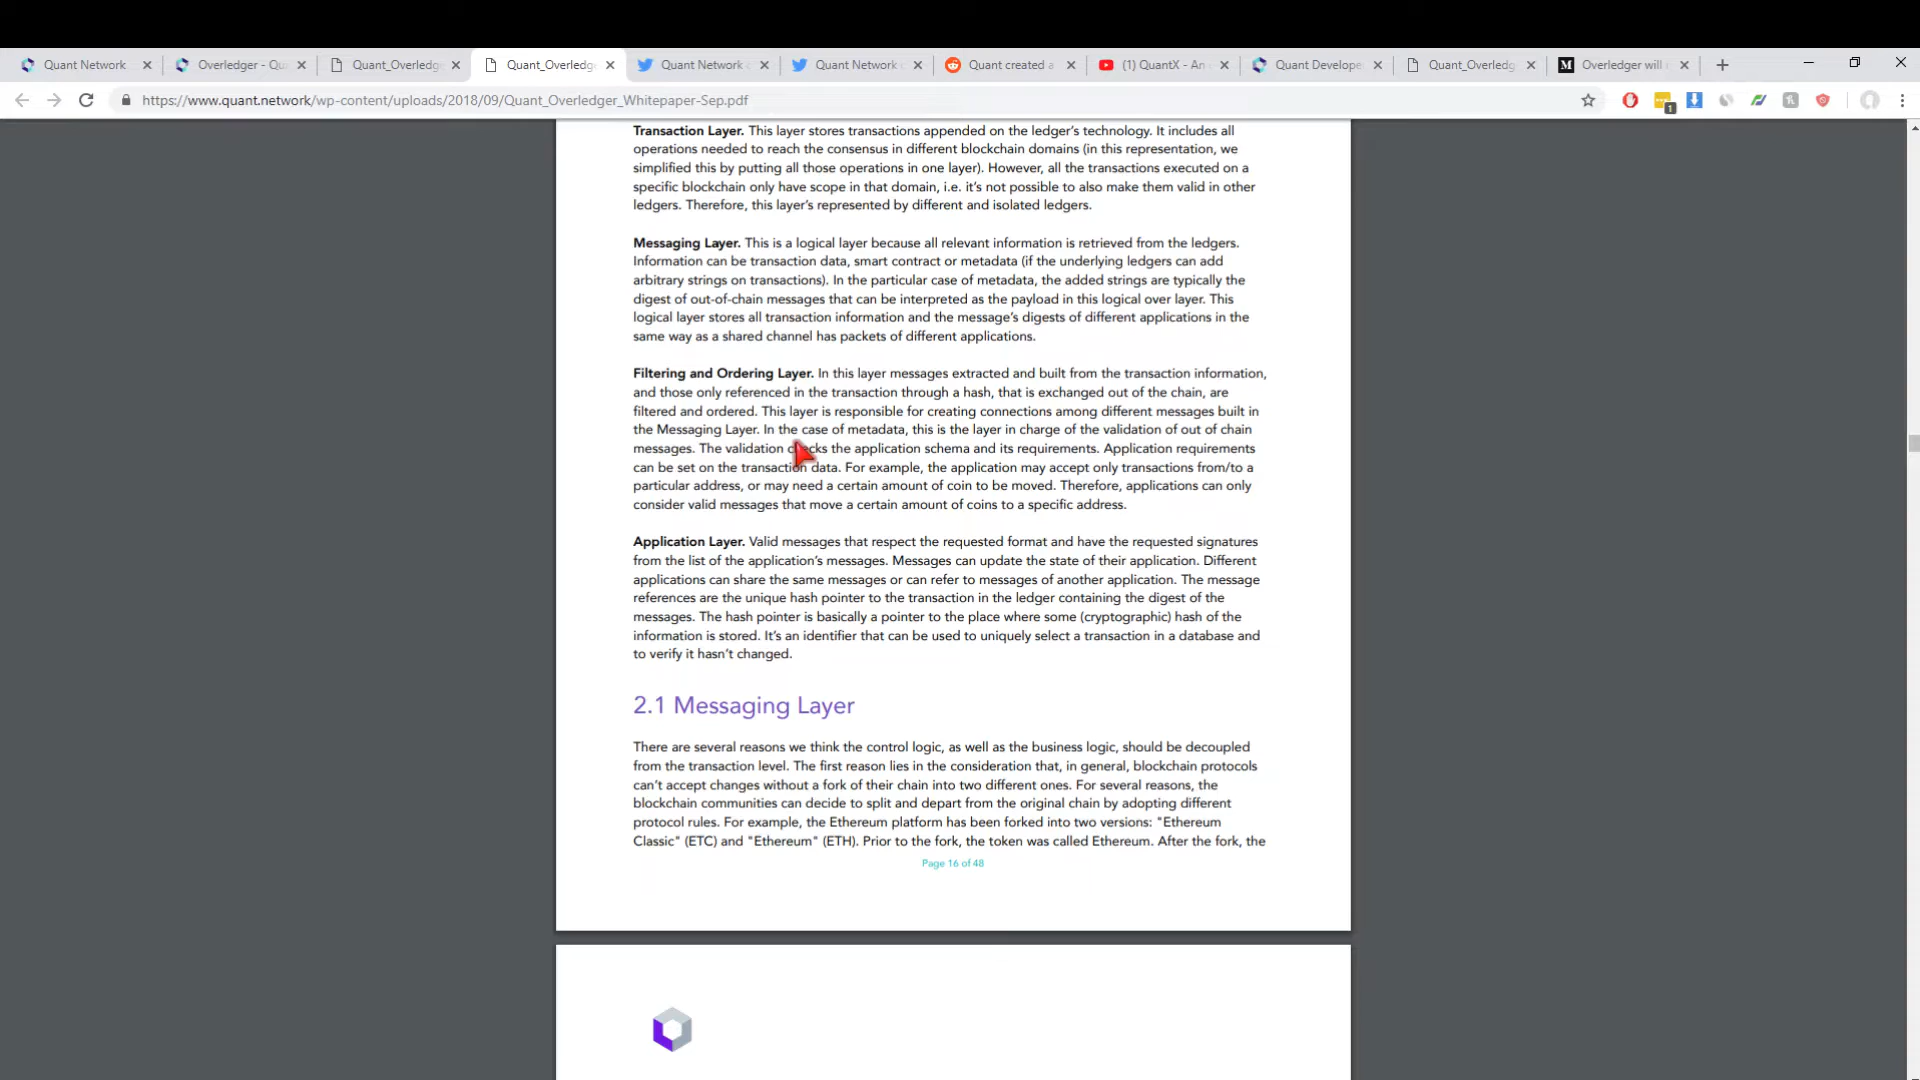 Quant Network
Overledger - Qu
Quant_Overledge
Quant_Overledg
Quant Network
Quant Network
Quant created a
(1) QuantX - An
Quant Develope
Quant_Overledg
Overledger will
https://www.quant.network/wp-content/uploads/2018/09/Quant_Overledger_Whitepaper-Sep.pdf
1
Transaction Layer. This layer stores transactions appended on the ledger's technology. It includes all
operations needed to reach the consensus in different blockchain domains (in this representation, we
simplified this by putting all those operations in one layer). However, all the transactions executed on a
specific blockchain only have scope in that domain, i.e. it's not possible to also make them valid in other
ledgers. Therefore, this layer's represented by different and isolated ledgers.
Messaging Layer. This is a logical layer because all relevant information is retrieved from the ledgers.
Information can be transaction data, smart contract or metadata (if the underlying ledgers can add
arbitrary strings on transactions). In the particular case of metadata, the added strings are typically the
digest of out-of-chain messages that can be interpreted as the payload in this logical over layer. This
logical layer stores all transaction information and the message's digests of different applications in the
same way as a shared channel has packets of different applications.
Filtering and Ordering Layer. In this layer messages extracted and built from the transaction information,
and those only referenced in the transaction through a hash, that is exchanged out of the chain, are
filtered and ordered. This layer is responsible for creating connections among different messages built in
the Messaging Layer. In the case of metadata, this is the layer in charge of the validation of out of chain
messages. The validation checks the application schema and its requirements. Application requirements
can be set on the transaction data. For example, the application may accept only transactions from/to a
particular address, or may need a certain amount of coin to be moved. Therefore, applications can only
consider valid messages that move a certain amount of coins to a specific address.
Application Layer. Valid messages that respect the requested format and have the requested signatures
from the list of the application's messages. Messages can update the state of their application. Different
applications can share the same messages or can refer to messages of another application. The message
references are the unique hash pointer to the transaction in the ledger containing the digest of the
messages. The hash pointer is basically a pointer to the place where some (cryptographic) hash of the
information is stored. It's an identifier that can be used to uniquely select a transaction in a database and
to verify it hasn't changed.
2.1 Messaging Layer
There are several reasons we think the control logic, as well as the business logic, should be decoupled
from the transaction level. The first reason lies in the consideration that, in general, blockchain protocols
can't accept changes without a fork of their chain into two different ones. For several reasons, the
blockchain communities can decide to split and depart from the original chain by adopting different
protocol rules. For example, the Ethereum platform has been forked into two versions: "Ethereum
Classic" (ETC) and "Ethereum" (ETH). Prior to the fork, the token was called Ethereum. After the fork, the
Page 16 of 48